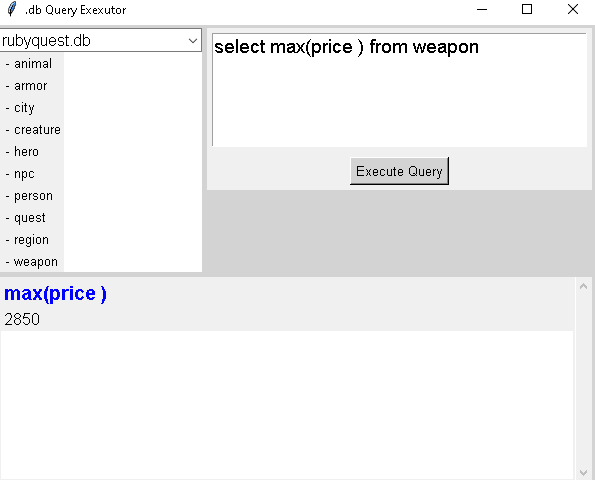 .db Query Exexutor
rubyquest.db
- animal
- armor
- city
- creature
- hero
- npc
- person
- quest
- region
- weapon
select max(price ) from weapon
Execute Query
max(price )
2850